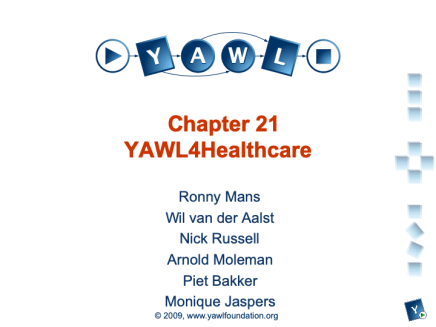 YAWL
Chapter 21
YAWL4Healthcare
Ronny Mans
Wil van der Aalst
Nick Russell
Arnold Moleman
Piet Bakker
Monique Jaspers
© 2009, www.yawlfoundation.org
Y